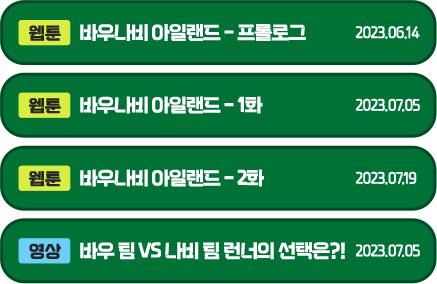 웹툰 바우나비 아일랜드 - 프롤로그 2023.06.14
웹툰 바우나비 아일랜드 - 1화 2023.07.05
웹툰 바우나비 아일랜드 - 2화 2023.07.19
영상 바우 팀 VS 나비 팀 런너의 선택은?! 2023.07.05